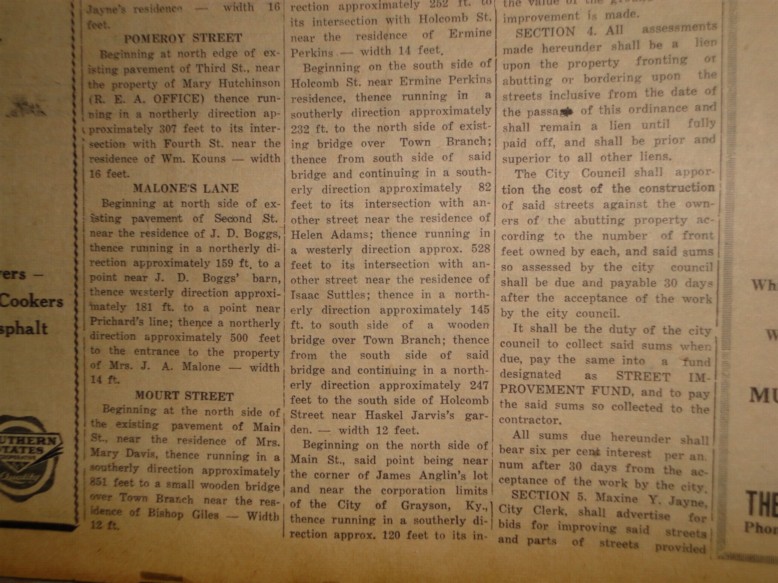 Jayne's residence — width 16
feet.
POMEROY STREET
Beginning at north edge of ex-
isting pavement of Third St., near
the property of Mary Hutchinson
(R. E. A. OFFICE) thence run-
ning in a northerly direction ap-
proximately 307 feet to its inter-
section with Fourth St. near the
residence of Wm. Kouns — width
16 feet.
MALONE'S LANE
Beginning at north side of ex-
isting pavement of Second St.
near the residence of J. D. Boggs,
thence running in a northerly di-
rection approximately 159 ft. to a
point near J. D. Boggs' barn,
thence westerly direction approxi-
mately 181 ft. to a point near
Prichard's line; thence a northerly
direction approximately 500 feet
to the entrance to the property
of Mrs. J. A. Malone — width
14 ft.
MOURT STREET
Beginning at the north side of
the existing pavement of Main
St., near the residence of Mrs.
Mary Davis, thence running in a
southerly direction approximately
851 feet to a small wooden bridge
over Town Branch near the res-
idence of Bishop Giles — Width
12 ft.
rection approximately 252 ft. to
its intersection with Holcomb St.
near the residence of Ermine
Perkins — width 14 feet.
Beginning on the south side of
Holcomb St. near Ermine Perkins
residence, thence running in a
southerly direction approximately
232 ft. to the north side of exist-
ing bridge over Town Branch;
thence from south side of said
bridge and continuing in a south-
erly direction approximately 82
feet to its intersection with an-
other street near the residence of
Helen Adams; thence running in
a westerly direction approx. 528
feet to its intersection with an-
other street near the residence of
Isaac Suttles; thence in a north-
erly direction approximately 145
ft. to south side of a wooden
bridge over Town Branch; thence
from the south side of said
bridge and continuing in a north-
erly direction approximately 247
feet to the south side of Holcomb
Street near Haskel Jarvis's gar-
den. — width 12 feet.
Beginning on the north side of
Main St., said point being near
the corner of James Anglin's lot
and near the corporation limits
of the City of Grayson, Ky.,
thence running in a southerly di-
rection approx. 120 feet to its in-
improvement is made.
SECTION 4. All assessments
made hereunder shall be a lien
upon the property fronting or
abutting or bordering upon the
streets inclusive from the date of
the passage of this ordinance and
shall remain a lien until fully
paid off, and shall be prior and
superior to all other liens.
The City Council shall appor-
tion the cost of the construction
of said streets against the own-
ers of the abutting property ac-
cording to the number of front
feet owned by each, and said sums
so assessed by the city council
shall be due and payable 30 days
after the acceptance of the work
by the city council.
It shall be the duty of the city
council to collect said sums when
due, pay the same into a fund
designated as STREET IM-
PROVEMENT FUND, and to pay
the said sums so collected to the
contractor.
All sums due hereunder shall
bear six per cent interest per an
num after 30 days from the ac-
ceptance of the work by the city.
SECTION 5. Maxine Y. Jayne,
City Clerk, shall advertise for
bids for improving said streets
and parts of streets provided
Cookers
THE